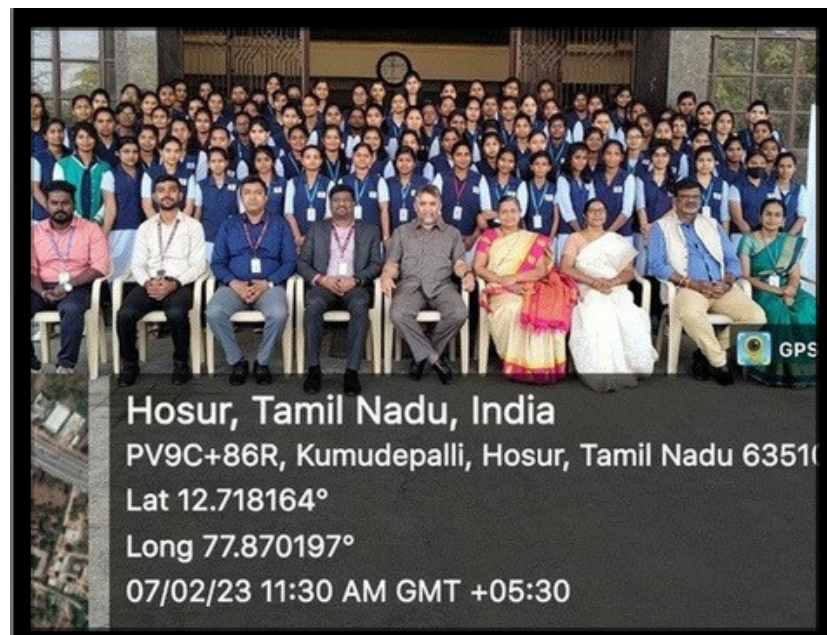 GPS
Hosur, Tamil Nadu, India
PV9C+86R, Kumudepalli, Hosur, Tamil Nadu 63510
Lat 12.718164°
Long 77.870197°
07/02/23 11:30 AM GMT +05:30